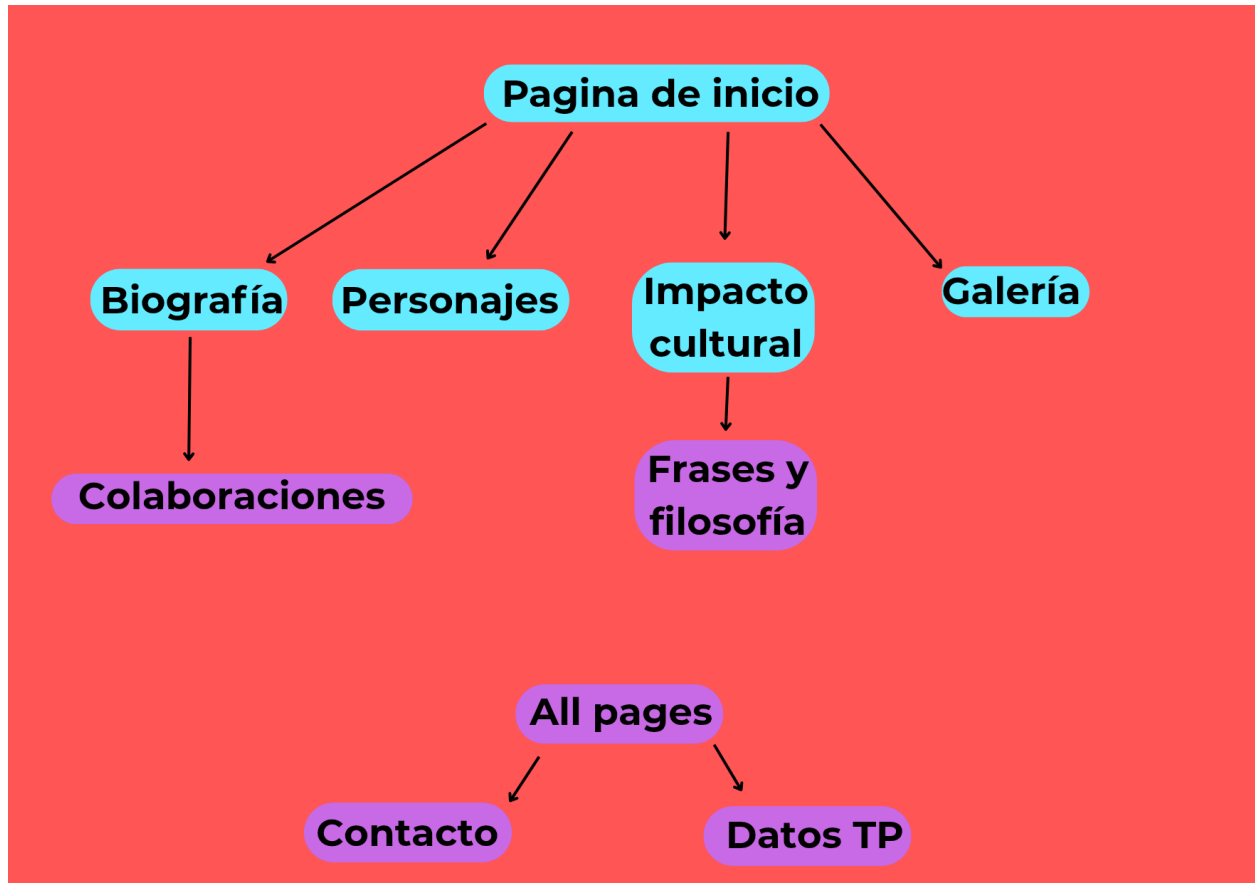 Pagina de inicio
Biografía
Personajes
Impacto
cultural
Galería
Colaboraciones
Frases y
filosofía
All pages
Contacto
Datos TP